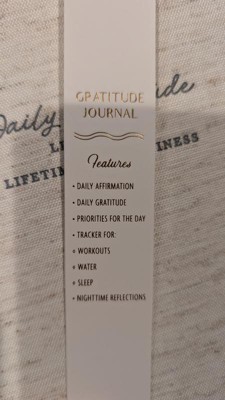 GRATITUDE
JOURNAL
Daily
LIFETIM
INESS
Features
• DAILY AFFIRMATION
• DAILY GRATITUDE
• PRIORITIES FOR THE DAY
• TRACKER FOR:
+ WORKOUTS
+ WATER
+ SLEEP
• NIGHTTIME REFLECTIONS